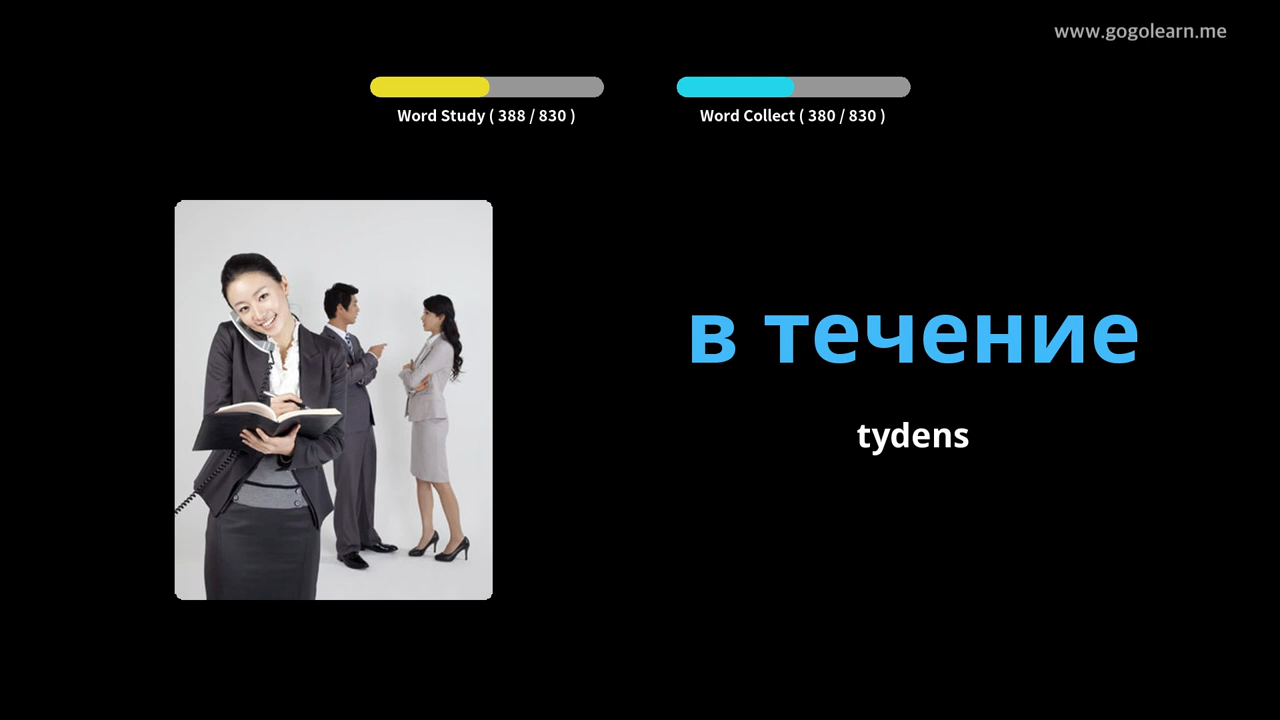 www.gogolearn.me
Word Study ( 388 / 830 )
Word Collect ( 380 / 830 )
в течение
tydens